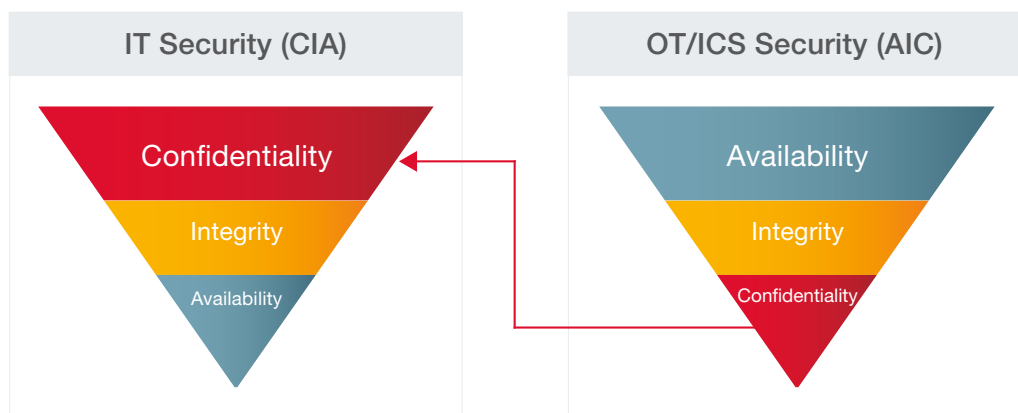 IT Security (CIA)
Confidentiality
Integrity
Availability
OT/ICS Security (AIC)
Availability
Integrity
Confidentiality